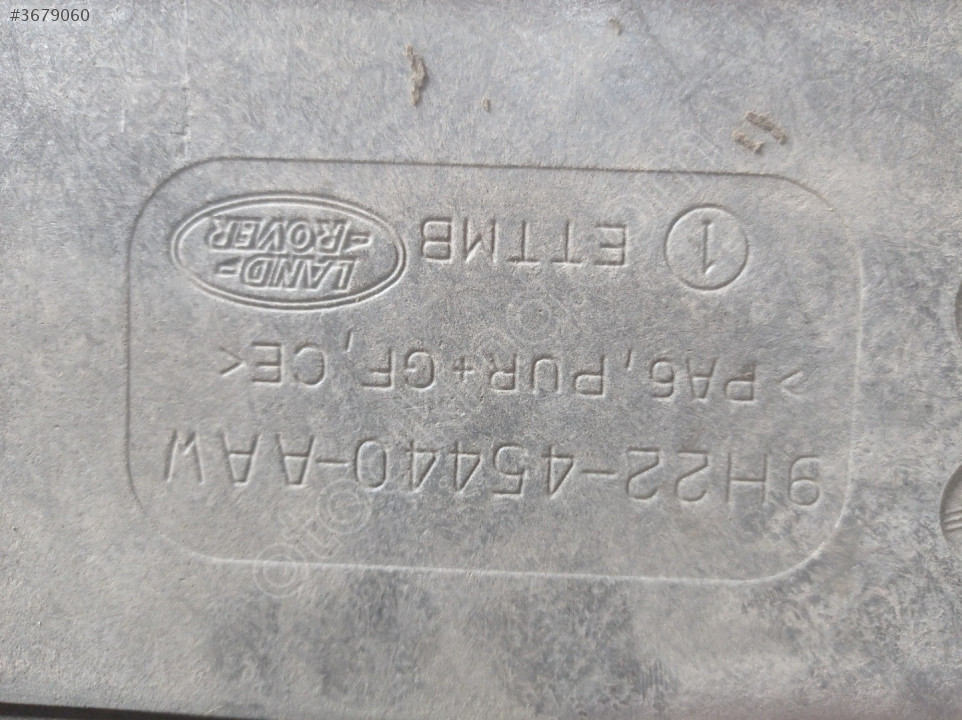 #3679060
9H22-45440-AAW
>PA6,PUR+GF,CE<
1 ETTMB
LAND-
-ROVER